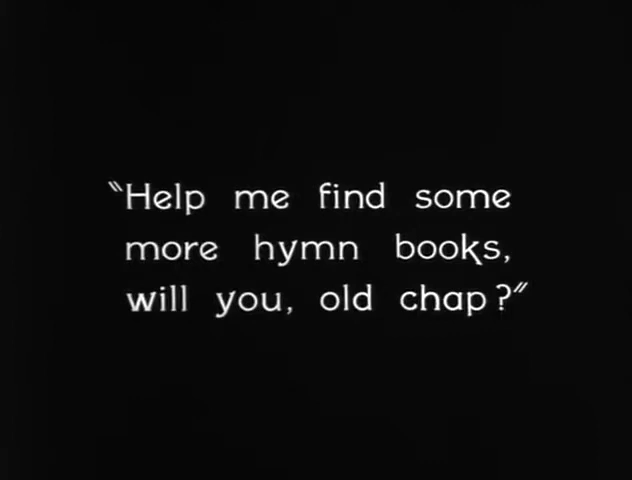 "Help me find some
more hymn books,
will you, old chap?"